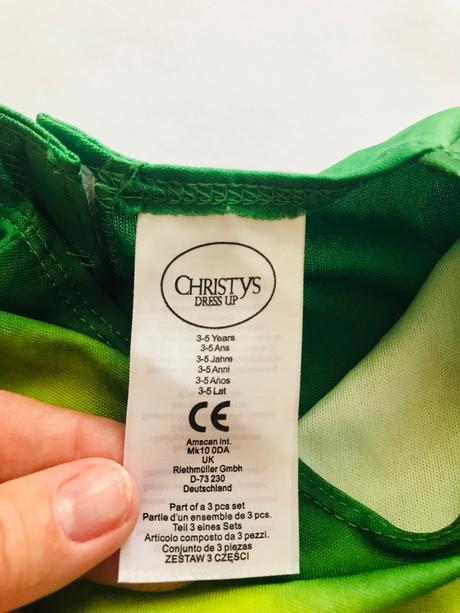 CHRISTYS
DRESS UP
3-5 Years
3-5 Ans
3-5 Jahre
3-5 Anni
3-5 Años
3-5 Lat
CE
Amscan Int.
Mk10 0DA
UK
Riethmüller Gmbh
D-73 230
Deutschland
Part of a 3 pcs set
Partie d'un ensemble de 3 pcs.
Teil 3 eines Sets
Articolo composto da 3 pezzi.
Conjunto de 3 piezas
ZESTAW 3 CZĘŚCI